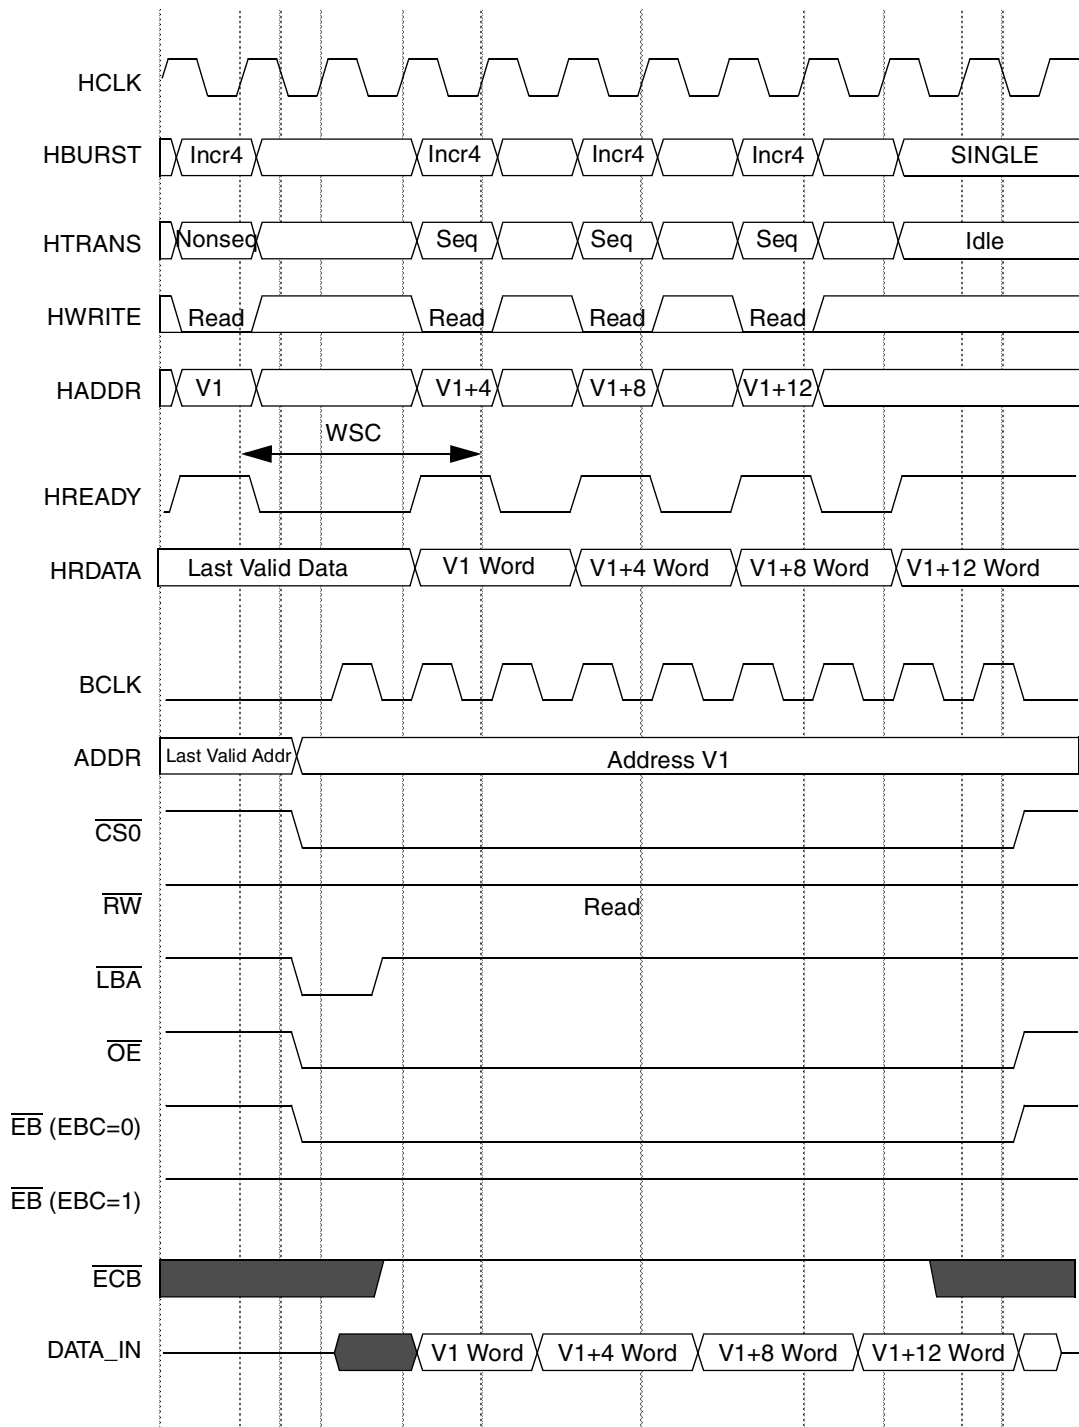 HCLK
HBURST Incr4 Incr4 Incr4 Incr4 SINGLE
HTRANS Nonseq Seq Seq Seq Idle
HWRITE Read Read Read Read
HADDR V1 V1+4 V1+8 V1+12
WSC
HREADY
HRDATA Last Valid Data V1 Word V1+4 Word V1+8 Word V1+12 Word
BCLK
ADDR Last Valid Addr Address V1
CS0
RW Read
LBA
OE
EB (EBC=0)
EB (EBC=1)
ECB
DATA_IN V1 Word V1+4 Word V1+8 Word V1+12 Word